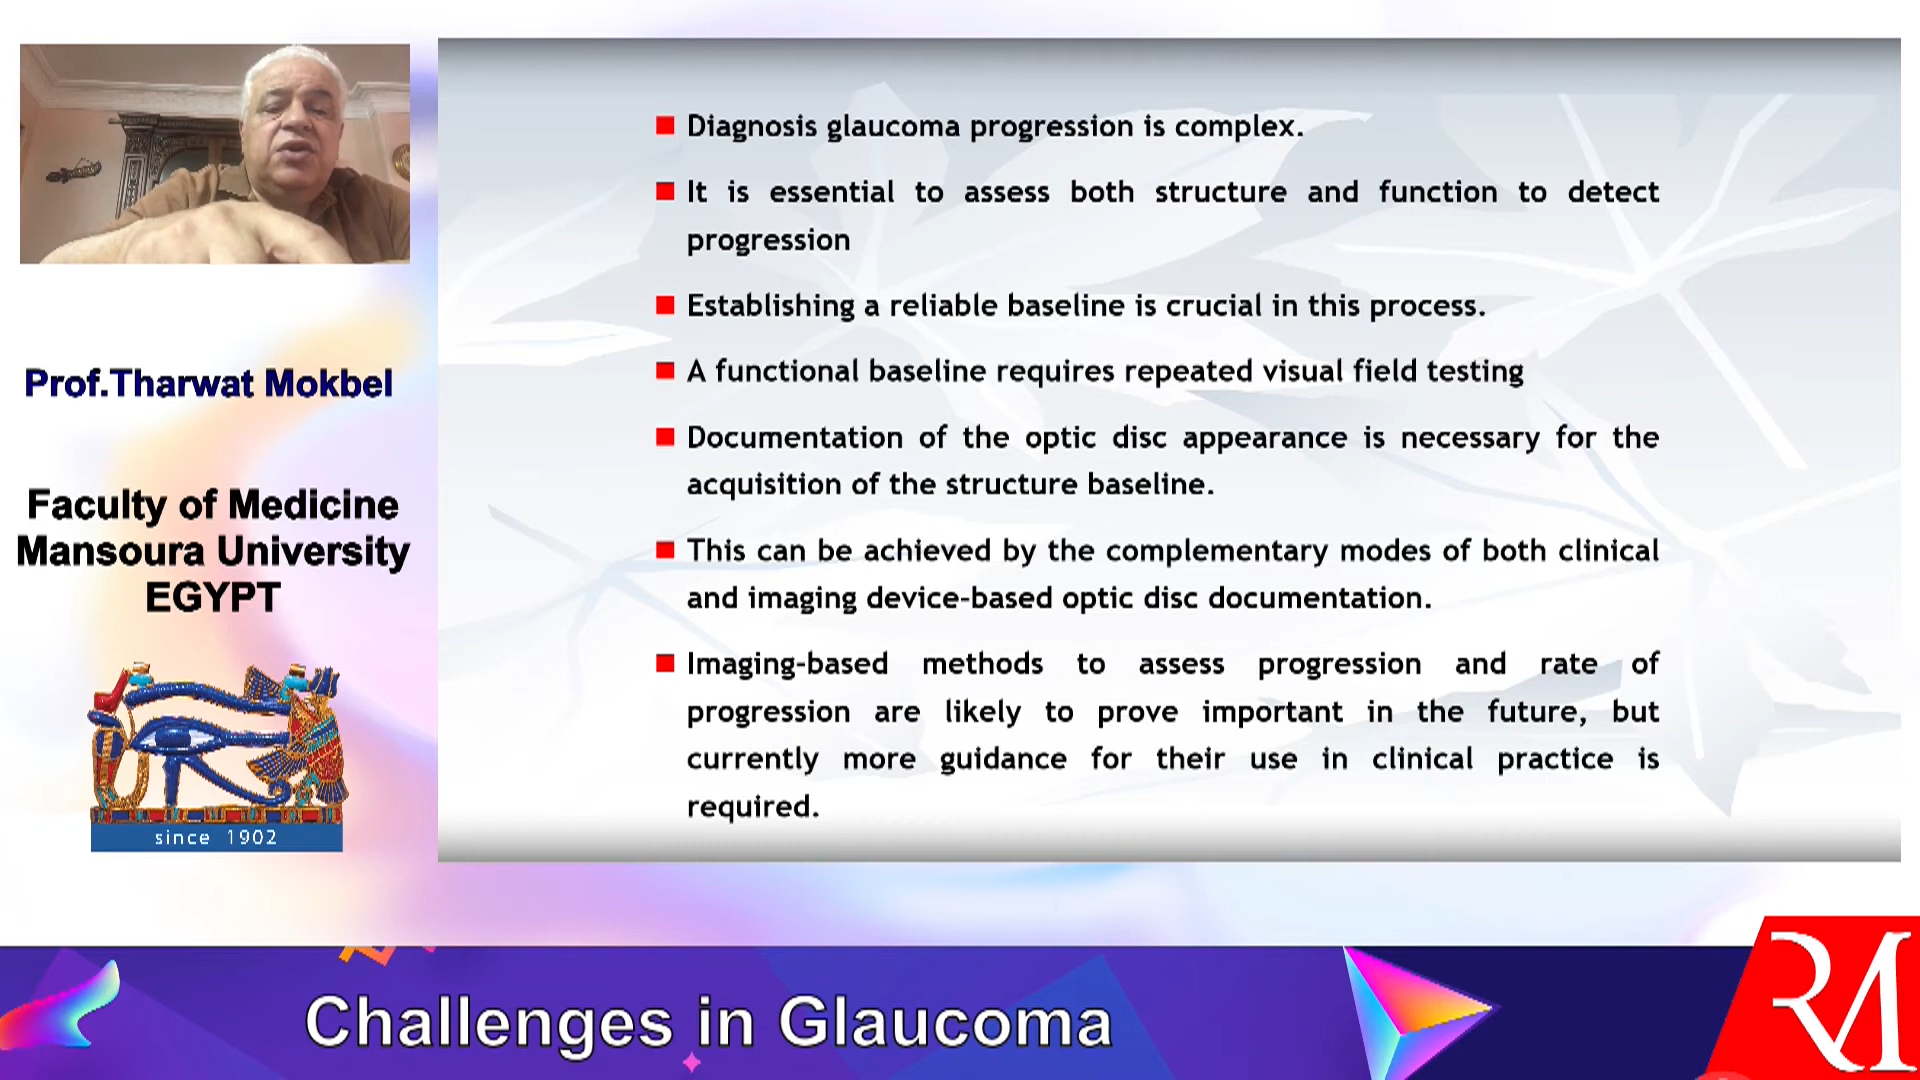 Diagnosis glaucoma progression is complex.
It is essential to assess both structure and function to detect
progression
Establishing a reliable baseline is crucial in this process.
A functional baseline requires repeated visual field testing
Documentation of the optic disc appearance is necessary for the
acquisition of the structure baseline.
This can be achieved by the complementary modes of both clinical
and imaging device-based optic disc documentation.
Imaging-based methods to assess progression and rate of
progression are likely to prove important in the future, but
currently more guidance for their use in clinical practice is
required.
Prof.Tharwat Mokbel
Faculty of Medicine
Mansoura University
EGYPT
since 1902
Challenges in Glaucoma
RM